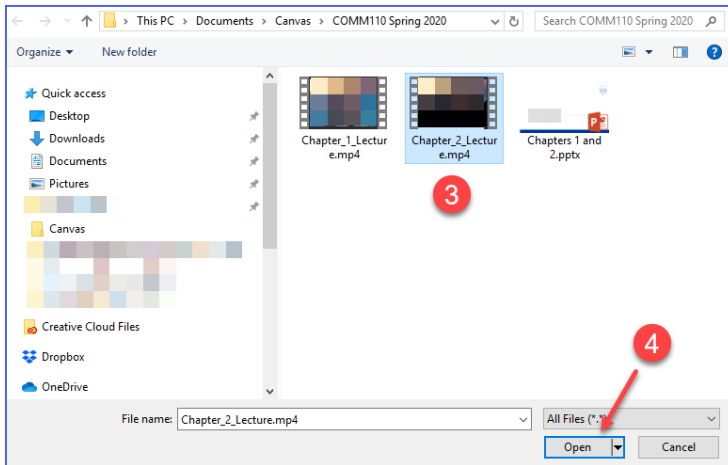 This PC > Documents > Canvas > COMM110 Spring 2020
Search COMM110 Spring 2020
Organize
New folder
?
Quick access
Desktop
Downloads
Documents
Pictures
Canvas
Creative Cloud Files
Dropbox
OneDrive
Chapter_1_Lectur
e.mp4
Chapter_2_Lectur
e.mp4
P
Chapters 1 and
2.pptx
3
4
File name: Chapter_2_Lecture.mp4
All Files (*.*)
Open
Cancel